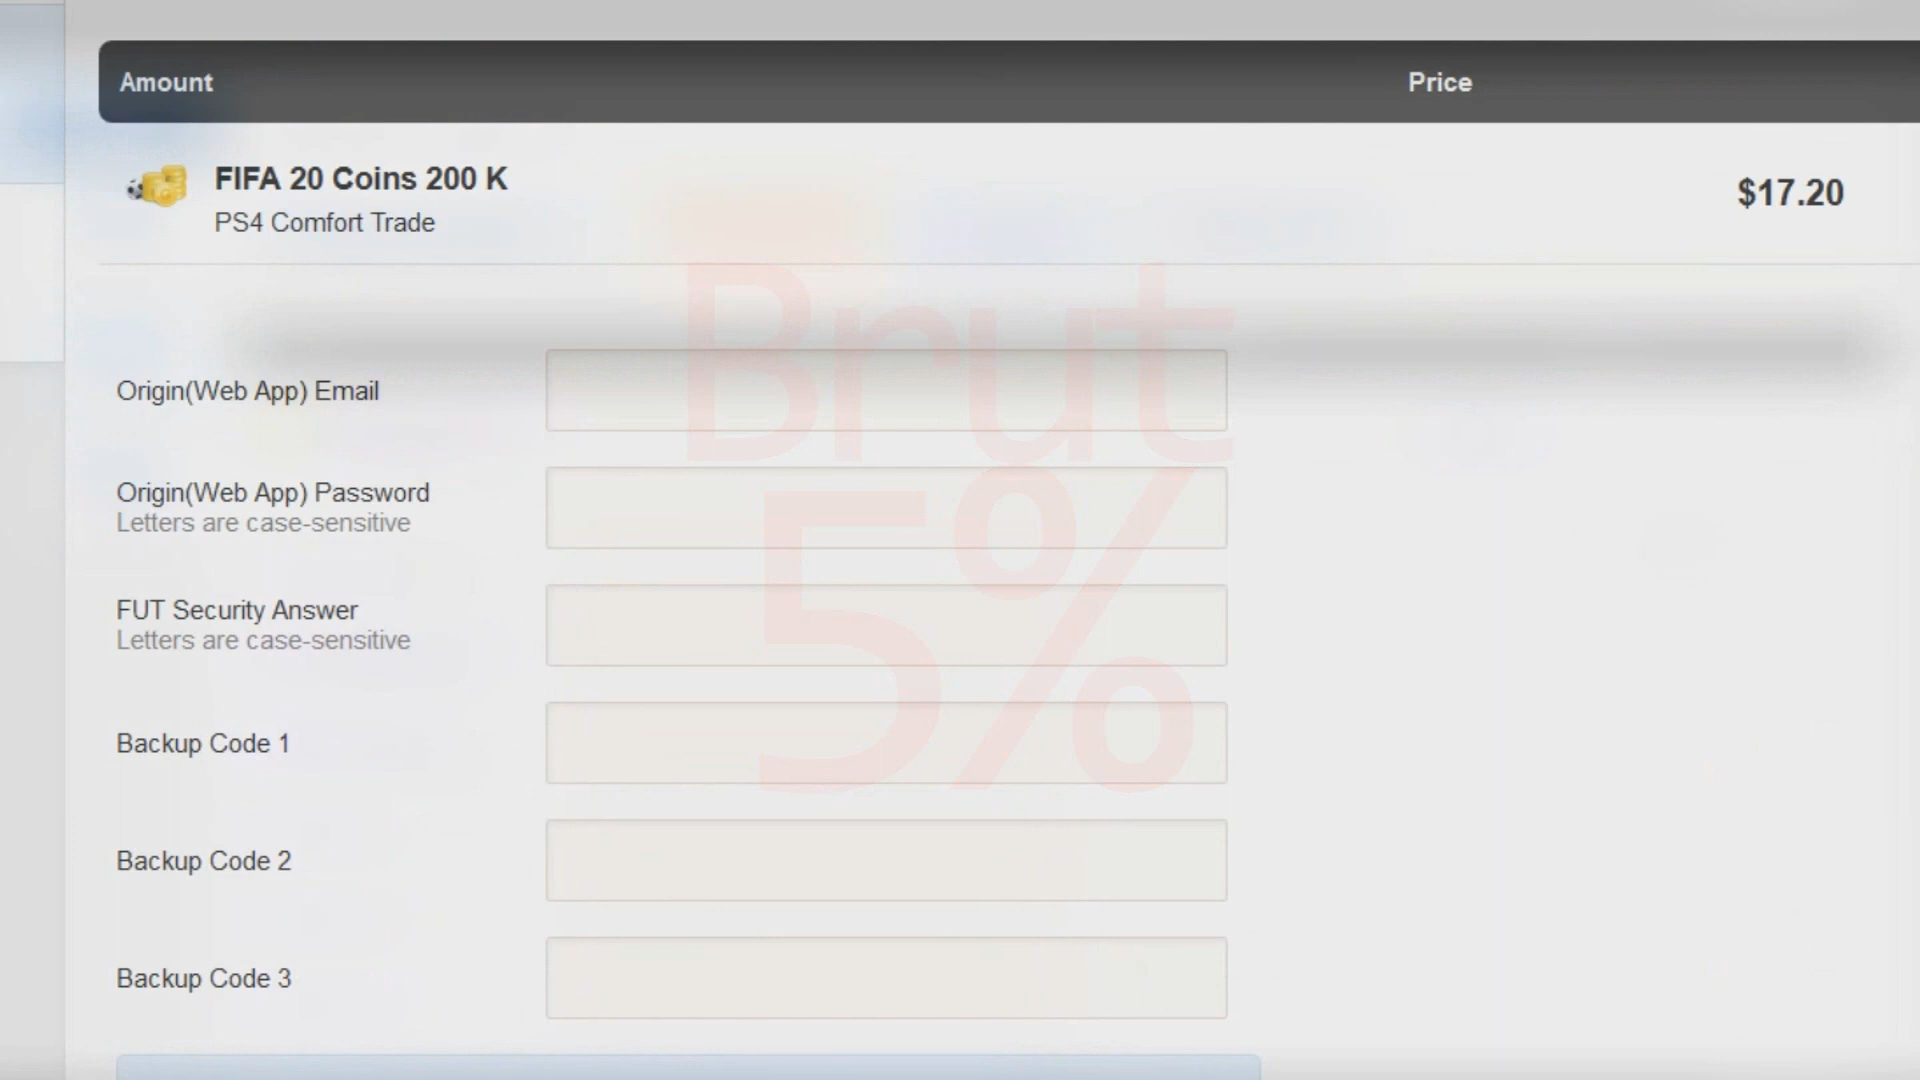 Amount Price
FIFA 20 Coins 200 K
$17.20
PS4 Comfort Trade
Brut
5%
Origin(Web App) Email
Origin(Web App) Password
Letters are case-sensitive
FUT Security Answer
Letters are case-sensitive
Backup Code 1
Backup Code 2
Backup Code 3